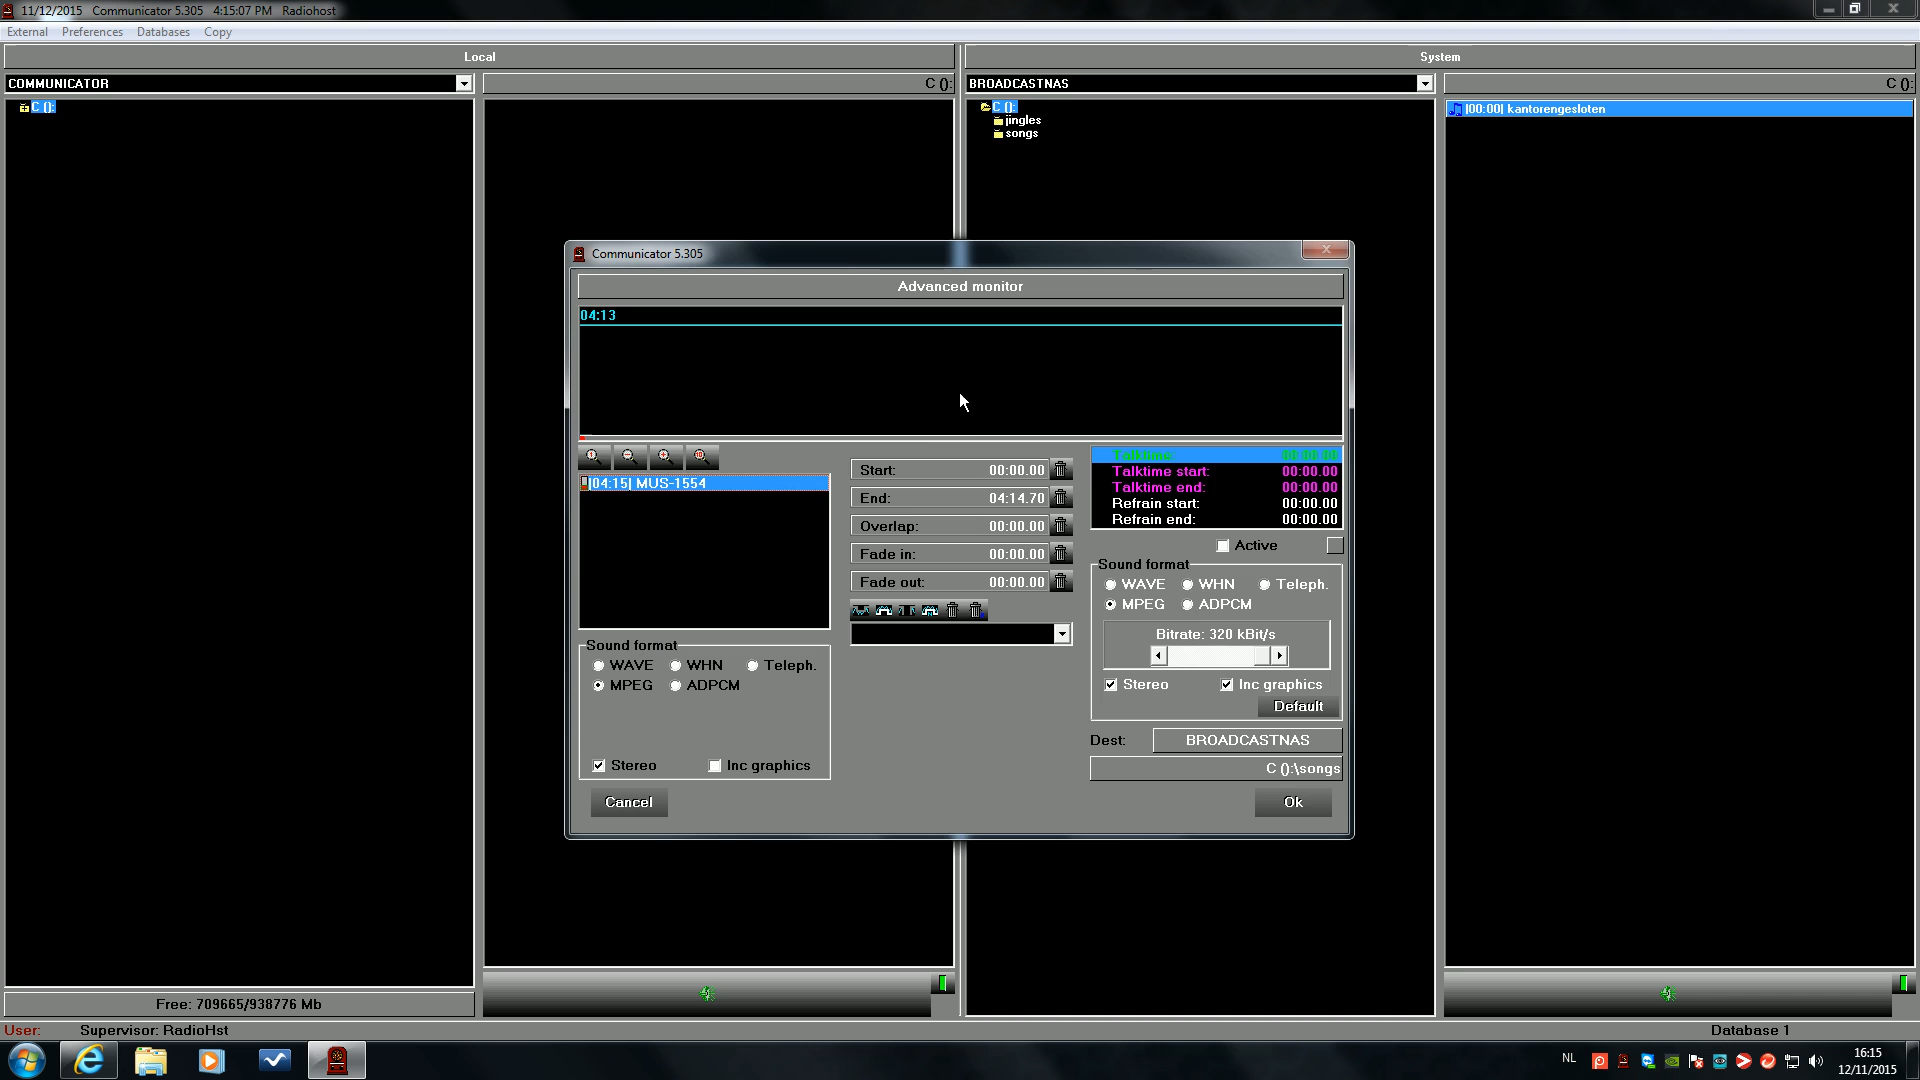 11/12/2015 Communicator 5.305 4:15:07 PM Radiohost
External Preferences Databases Copy
Local
System
COMMUNICATOR
C ():
BROADCASTNAS
C ():
C ():
C ():
jingles
songs
|00:00| kantorengesloten
Communicator 5.305
Advanced monitor
04:13
|04:15| MUS-1554
Start: 00:00.00
End: 04:14.70
Overlap: 00:00.00
Fade in: 00:00.00
Fade out: 00:00.00
Talktime: 00:00.00
Talktime start: 00:00.00
Talktime end: 00:00.00
Refrain start: 00:00.00
Refrain end: 00:00.00
Active
Sound format
WAVE WHN Teleph.
MPEG ADPCM
Bitrate: 320 kBit/s
Stereo Inc graphics
Default
Sound format
WAVE WHN Teleph.
MPEG ADPCM
Stereo Inc graphics
Dest: BROADCASTNAS
C ():\songs
Cancel
Ok
Free: 709665/938776 Mb
User: Supervisor: RadioHst
Database 1
NL
16:15
12/11/2015